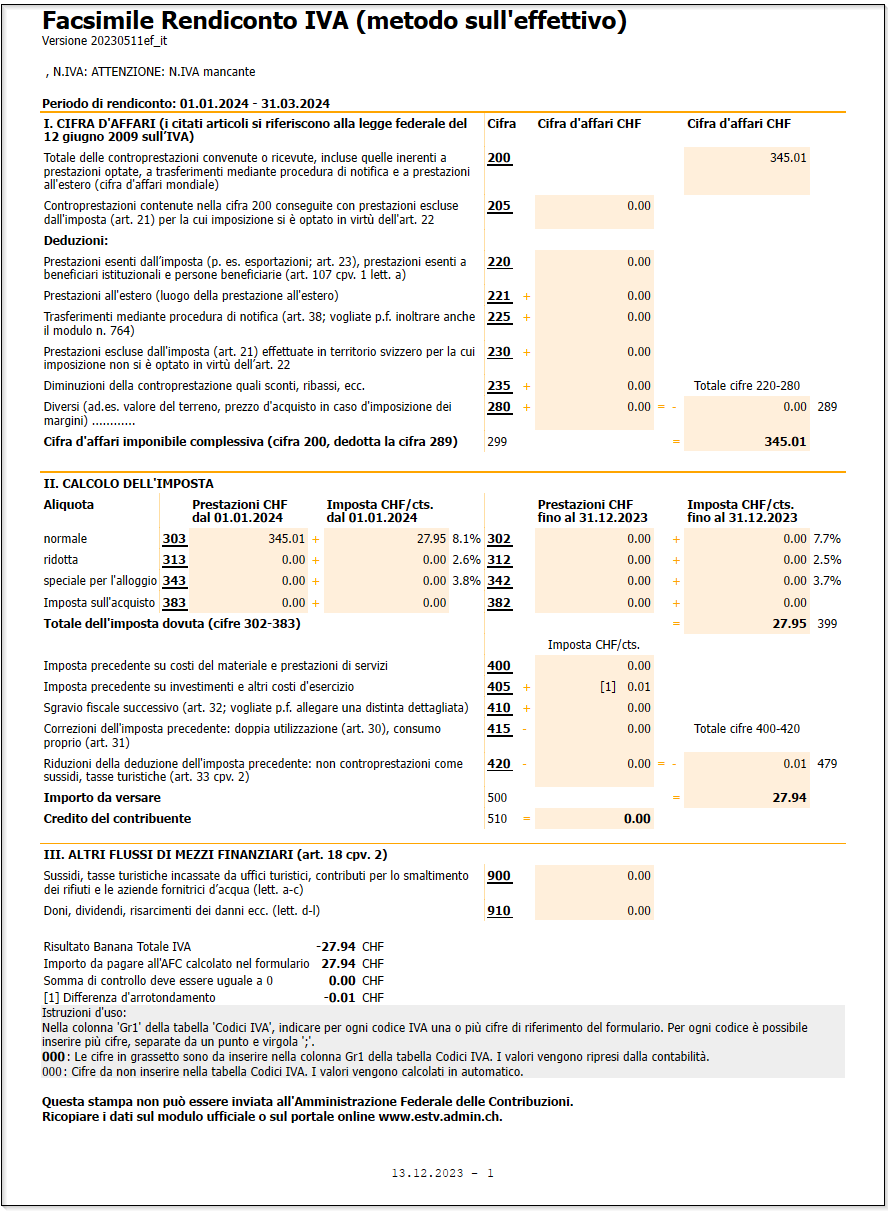 Facsimile Rendiconto IVA (metodo sull'effettivo)
Versione 20230511ef_it
, N.IVA: ATTENZIONE: N.IVA mancante
Periodo di rendiconto: 01.01.2024 - 31.03.2024
I. CIFRA D'AFFARI (i citati articoli si riferiscono alla legge federale del Cifra Cifra d'affari CHF Cifra d'affari CHF
12 giugno 2009 sull'IVA)
Totale delle controprestazioni convenute o ricevute, incluse quelle inerenti a 200 345.01
prestazioni optate, a trasferimenti mediante procedura di notifica e a prestazioni
all'estero (cifra d'affari mondiale)
Controprestazioni contenute nella cifra 200 conseguite con prestazioni escluse 205 0.00
dall'imposta (art. 21) per la cui imposizione si è optato in virtù dell'art. 22
Deduzioni:
Prestazioni esenti dall’imposta (p. es. esportazioni; art. 23), prestazioni esenti a 220 0.00
beneficiari istituzionali e persone beneficiarie (art. 107 cpv. 1 lett. a)
Prestazioni all'estero (luogo della prestazione all'estero) 221 + 0.00
Trasferimenti mediante procedura di notifica (art. 38; vogliate p.f. inoltrare anche 225 + 0.00
il modulo n. 764)
Prestazioni escluse dall'imposta (art. 21) effettuate in territorio svizzero per la cui 230 + 0.00
imposizione non si è optato in virtù dell’art. 22
Diminuzioni della controprestazione quali sconti, ribassi, ecc. 235 + 0.00 Totale cifre 220-280
Diversi (ad.es. valore del terreno, prezzo d'acquisto in caso d'imposizione dei 280 + 0.00 = - 0.00 289
margini) ............
Cifra d'affari imponibile complessiva (cifra 200, dedotta la cifra 289) 299 = 345.01
II. CALCOLO DELL'IMPOSTA
Aliquota Prestazioni CHF Imposta CHF/cts. Prestazioni CHF Imposta CHF/cts.
dal 01.01.2024 dal 01.01.2024 fino al 31.12.2023 fino al 31.12.2023
normale 303 345.01 + 27.95 8.1% 302 0.00 + 0.00 7.7%
ridotta 313 0.00 + 0.00 2.6% 312 0.00 + 0.00 2.5%
speciale per l'alloggio 343 0.00 + 0.00 3.8% 342 0.00 + 0.00 3.7%
Imposta sull'acquisto 383 0.00 + 0.00 382 0.00 + 0.00
Totale dell'imposta dovuta (cifre 302-383) = 27.95 399
Imposta CHF/cts.
Imposta precedente su costi del materiale e prestazioni di servizi 400 0.00
Imposta precedente su investimenti e altri costi d'esercizio 405 + [1] 0.01
Sgravio fiscale successivo (art. 32; vogliate p.f. allegare una distinta dettagliata) 410 + 0.00
Correzioni dell'imposta precedente: doppia utilizzazione (art. 30), consumo 415 - 0.00 Totale cifre 400-420
proprio (art. 31)
Riduzioni della deduzione dell'imposta precedente: non controprestazioni come 420 - 0.00 = - 0.01 479
sussidi, tasse turistiche (art. 33 cpv. 2)
Importo da versare 500 = 27.94
Credito del contribuente 510 = 0.00
III. ALTRI FLUSSI DI MEZZI FINANZIARI (art. 18 cpv. 2)
Sussidi, tasse turistiche incassate da uffici turistici, contributi per lo smaltimento 900 0.00
dei rifiuti e le aziende fornitrici d’acqua (lett. a-c)
Doni, dividendi, risarcimenti dei danni ecc. (lett. d-l) 910 0.00
Risultato Banana Totale IVA -27.94 CHF
Importo da pagare all'AFC calcolato nel formulario 27.94 CHF
Somma di controllo deve essere uguale a 0 0.00 CHF
[1] Differenza d'arrotondamento -0.01 CHF
Istruzioni d'uso:
Nella colonna 'Gr1' della tabella 'Codici IVA', indicare per ogni codice IVA una o più cifre di riferimento del formulario. Per ogni codice è possibile
inserire più cifre, separate da un punto e virgola ';'.
000: Le cifre in grassetto sono da inserire nella colonna Gr1 della tabella Codici IVA. I valori vengono ripresi dalla contabilità.
000: Cifre da non inserire nella tabella Codici IVA. I valori vengono calcolati in automatico.
Questa stampa non può essere inviata all'Amministrazione Federale delle Contribuzioni.
Ricopiare i dati sul modulo ufficiale o sul portale online www.estv.admin.ch.
13.12.2023 - 1